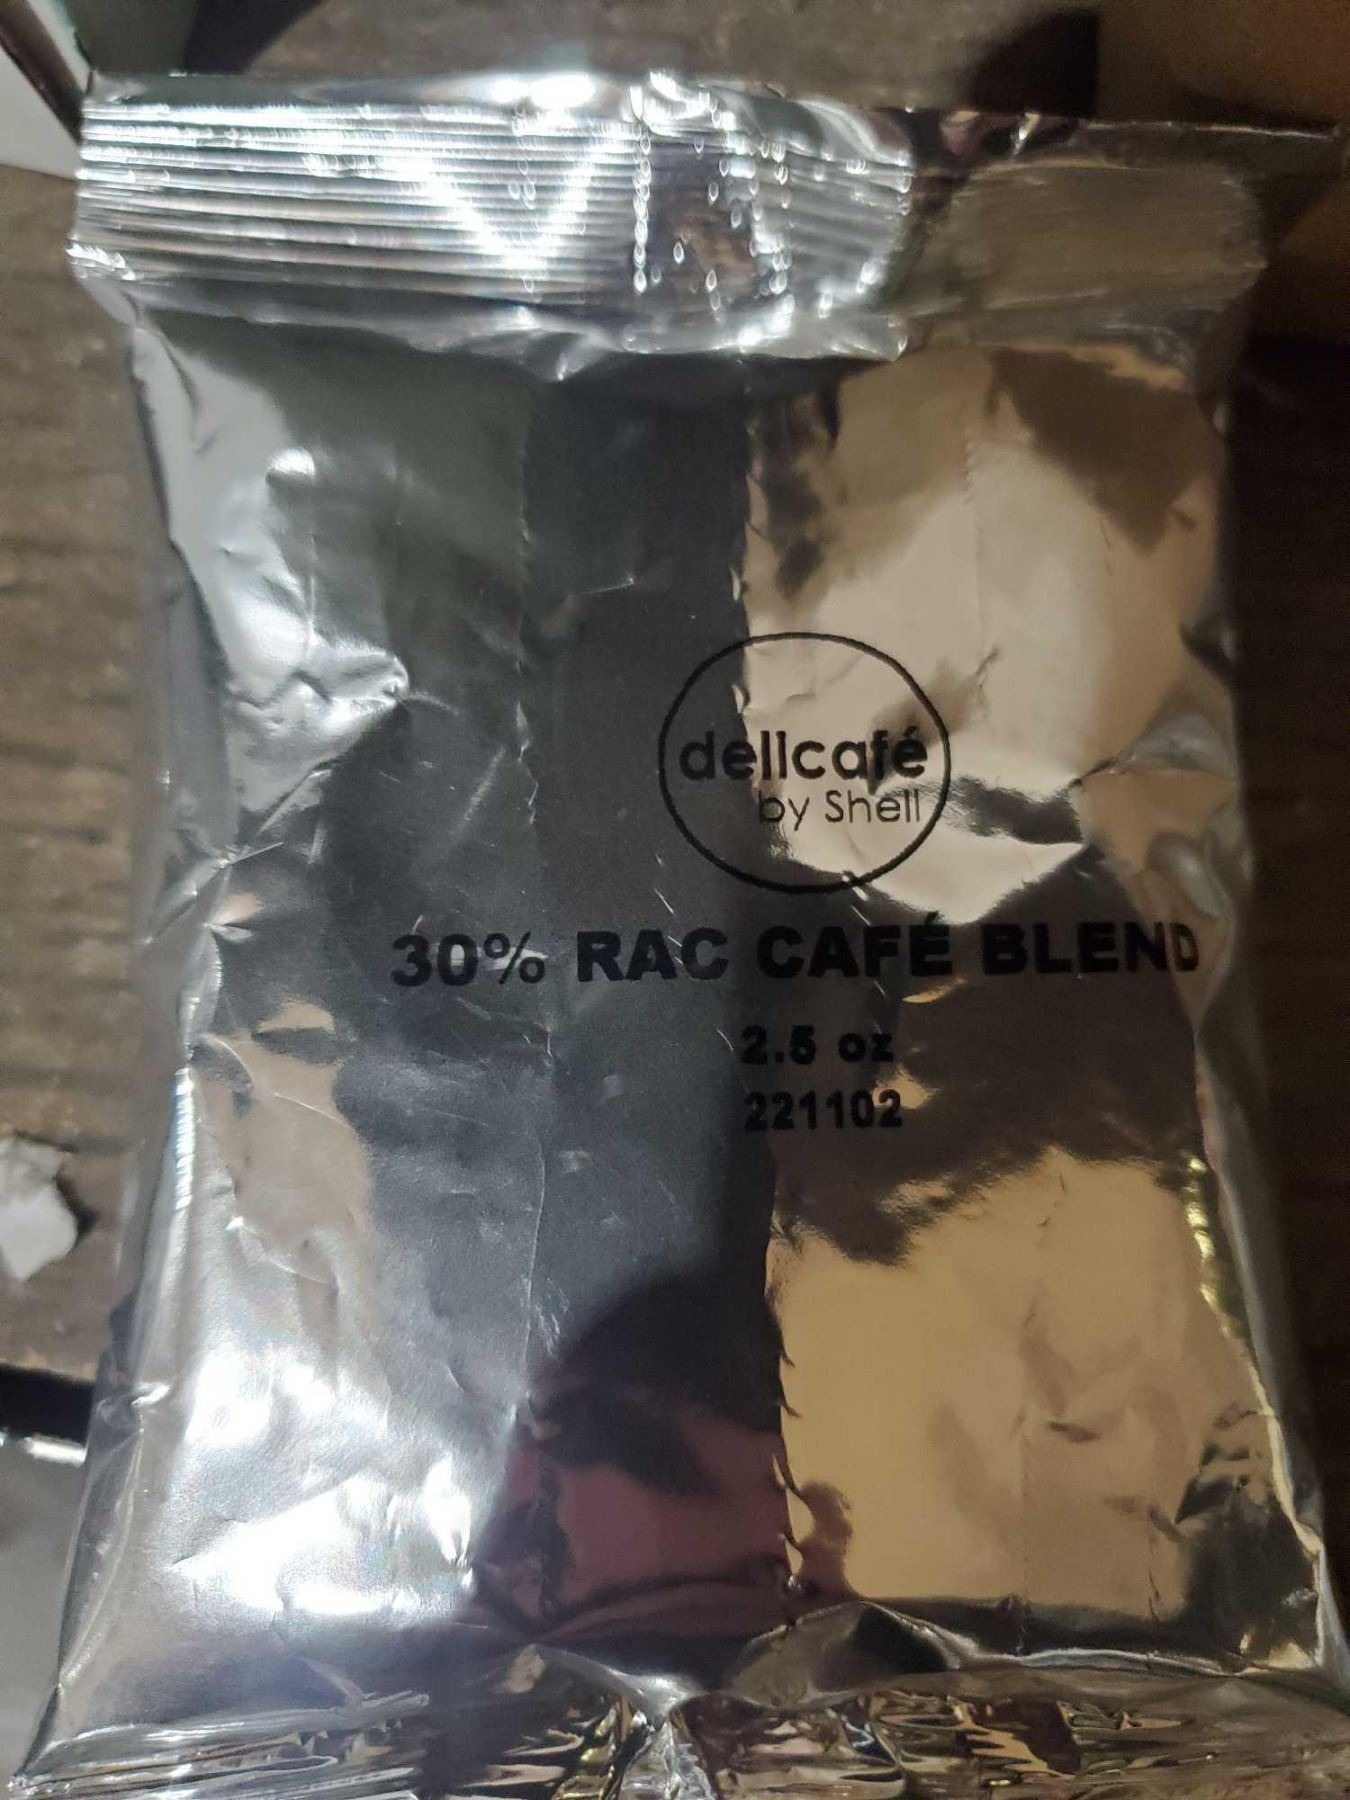 delicafé
by Shell
30% RAC CAFÉ BLEND
2.5 oz
221102